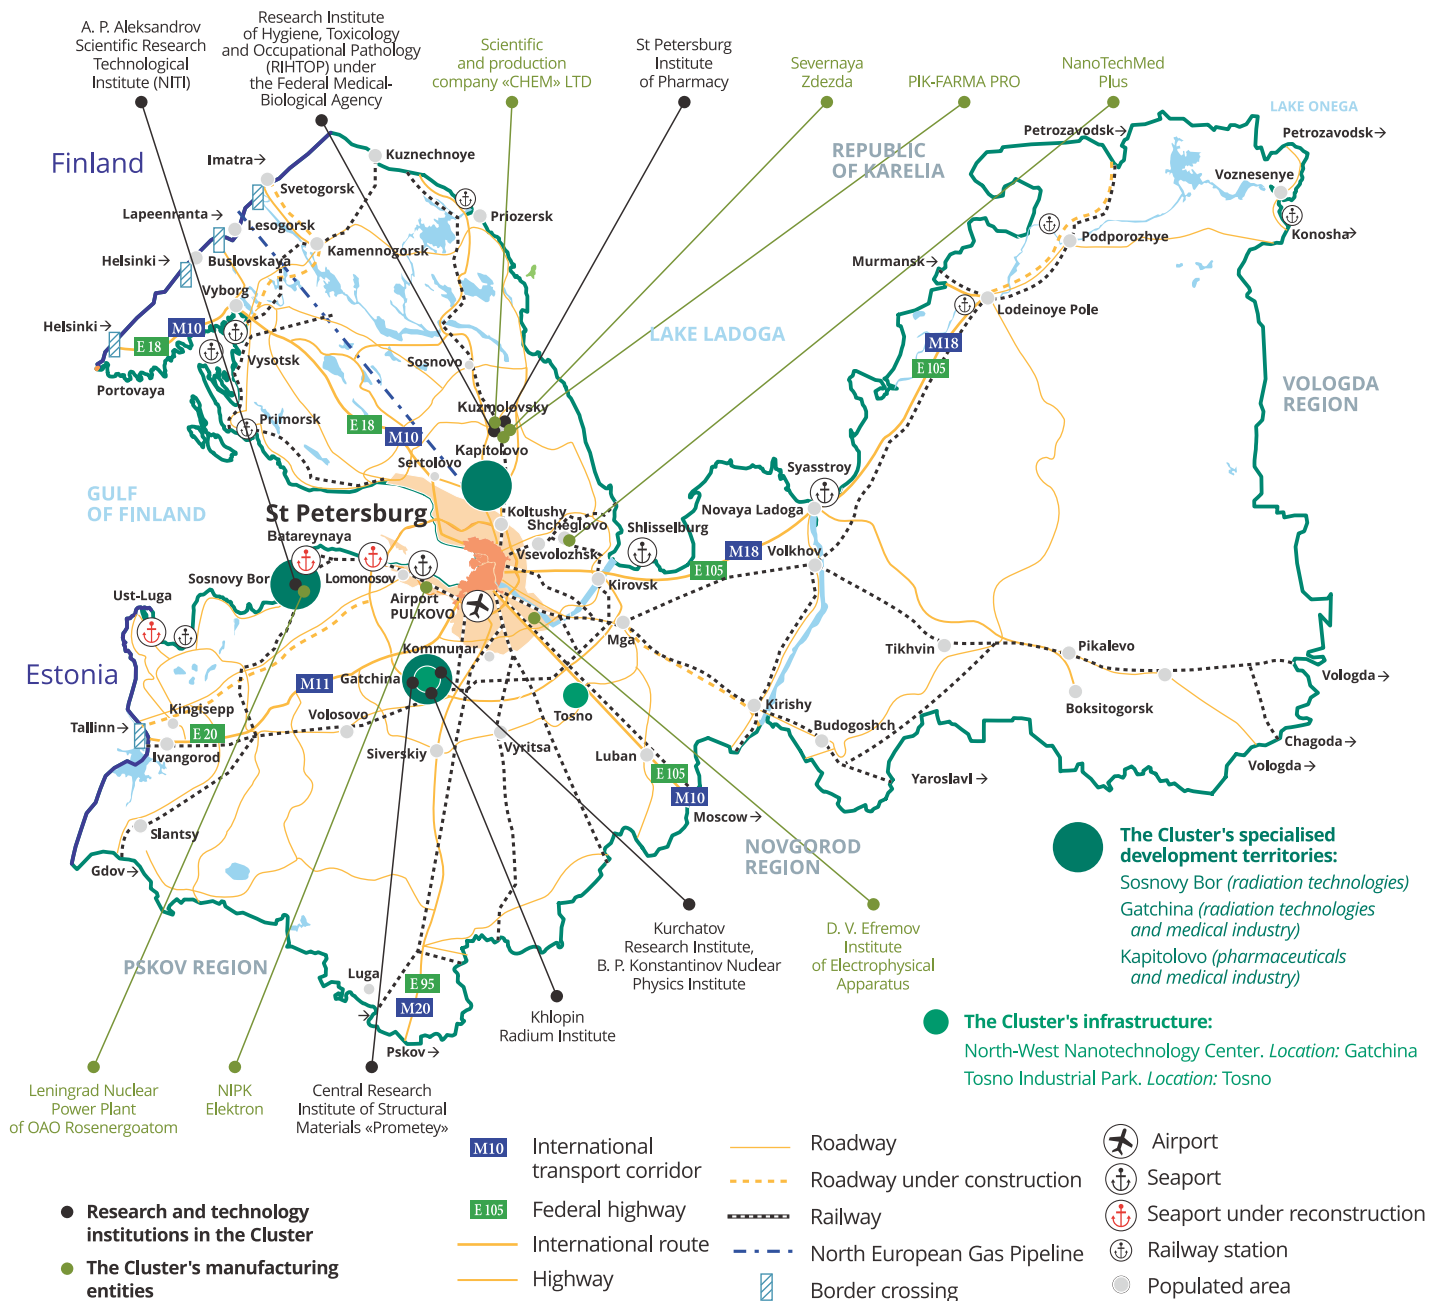 A. P. Aleksandrov
Scientific Research
Technological
Institute (NITI)
Research Institute
of Hygiene, Toxicology
and Occupational Pathology
(RIHTOP) under
the Federal Medical-
Biological Agency
Scientific
and production
company «CHEM» LTD
St Petersburg
Institute
of Pharmacy
Severnaya
Zdezda
PIK-FARMA PRO
NanoTechMed
Plus
LAKE ONEGA
Petrozavodsk→
Petrozavodsk→
REPUBLIC
OF KARELIA
Finland
Imatra→
Kuznechnoye
Svetogorsk
Voznesenye
Lapeenranta→
Lesogorsk
Priozersk
Konosha→
Kamennogorsk
Podporozhye
Helsinki→
Buslovskaya
Murmansk→
Vyborg
Lodeinoye Pole
Helsinki→
M10
E 18
LAKE LADOGA
M18
E 105
Vysotsk
Sosnovo
Portovaya
VOLOGDA
REGION
Kuzmolovsky
Primorsk
E 18
M10
Kapitolovo
Sertolovo
Syasstroy
GULF
OF FINLAND
St Petersburg
Koltushy
Novaya Ladoga
Shcheglovo
Shlisselburg
Batareynaya
Vsevolozhsk
M18
Volkhov
E 105
Sosnovy Bor
Lomonosov
Kirovsk
Ust-Luga
Airport
PULKOVO
Mga
Tikhvin
Pikalevo
Kommunar
Estonia
M11
Gatchina
Vologda→
Kingisepp
Volosovo
Tosno
Kirishy
Boksitogorsk
Tallinn→
E 20
Budogoshch
Ivangorod
Siverskiy
Vyritsa
Luban
Chagoda→
Vologda→
E 105
Yaroslavl→
M10
Moscow→
Slantsy
Gdov→
NOVGOROD
REGION
PSKOV REGION
Luga
→
E 95
M20
Pskov→
The Cluster's specialised
development territories:
Sosnovy Bor (radiation technologies)
Gatchina (radiation technologies
and medical industry)
Kapitolovo (pharmaceuticals
and medical industry)
The Cluster's infrastructure:
North-West Nanotechnology Center. Location: Gatchina
Tosno Industrial Park. Location: Tosno
Kurchatov
Research Institute,
B. P. Konstantinov Nuclear
Physics Institute
D. V. Efremov
Institute
of Electrophysical
Apparatus
Khlopin
Radium Institute
Leningrad Nuclear
Power Plant
of OAO Rosenergoatom
NIPK
Elektron
Central Research
Institute of Structural
Materials «Prometey»
Research and technology
institutions in the Cluster
The Cluster's manufacturing
entities
M10 International
transport corridor
E 105 Federal highway
International route
Highway
Roadway
Roadway under construction
Railway
North European Gas Pipeline
Border crossing
Airport
Seaport
Seaport under reconstruction
Railway station
Populated area